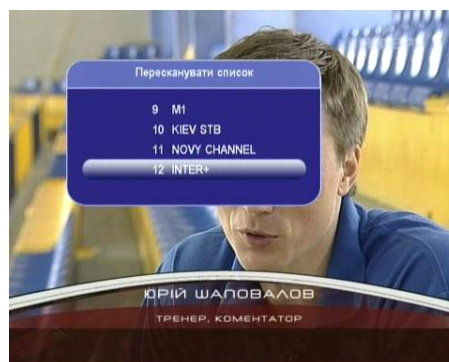 Пересканувати список
9 M1
10 KIEV STB
11 NOVY CHANNEL
12 INTER+
ЮРІЙ ШАПОВАЛОВ
ТРЕНЕР, КОМЕНТАТОР